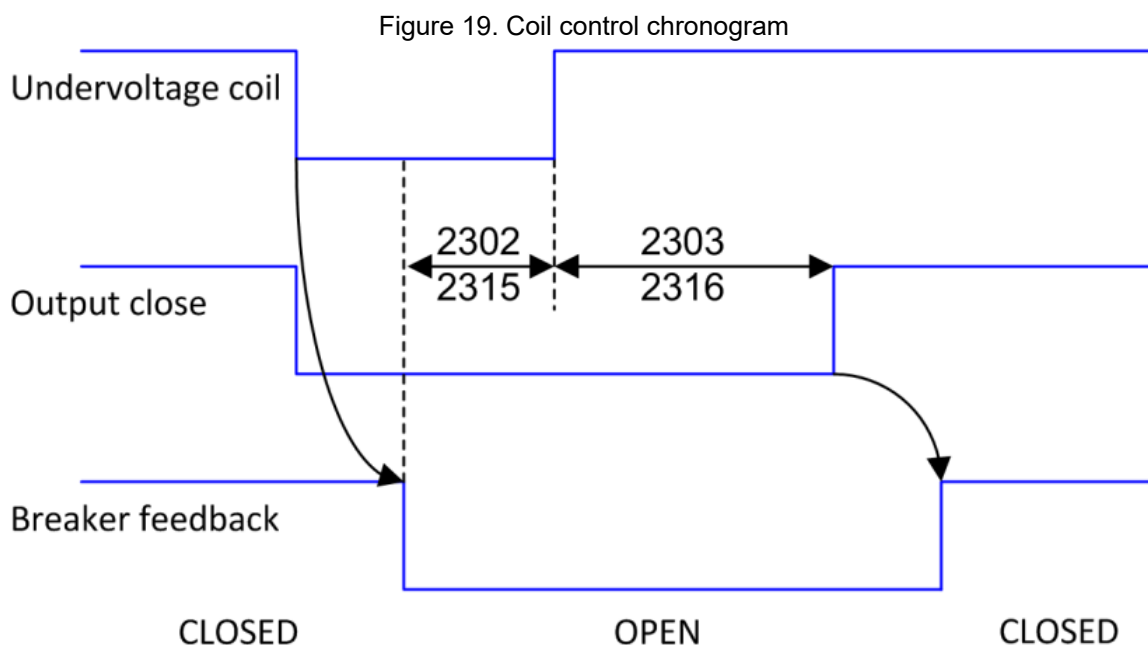 Figure 19. Coil control chronogram
Undervoltage coil
2302 2303
2315 2316
Output close
Breaker feedback
CLOSED OPEN CLOSED